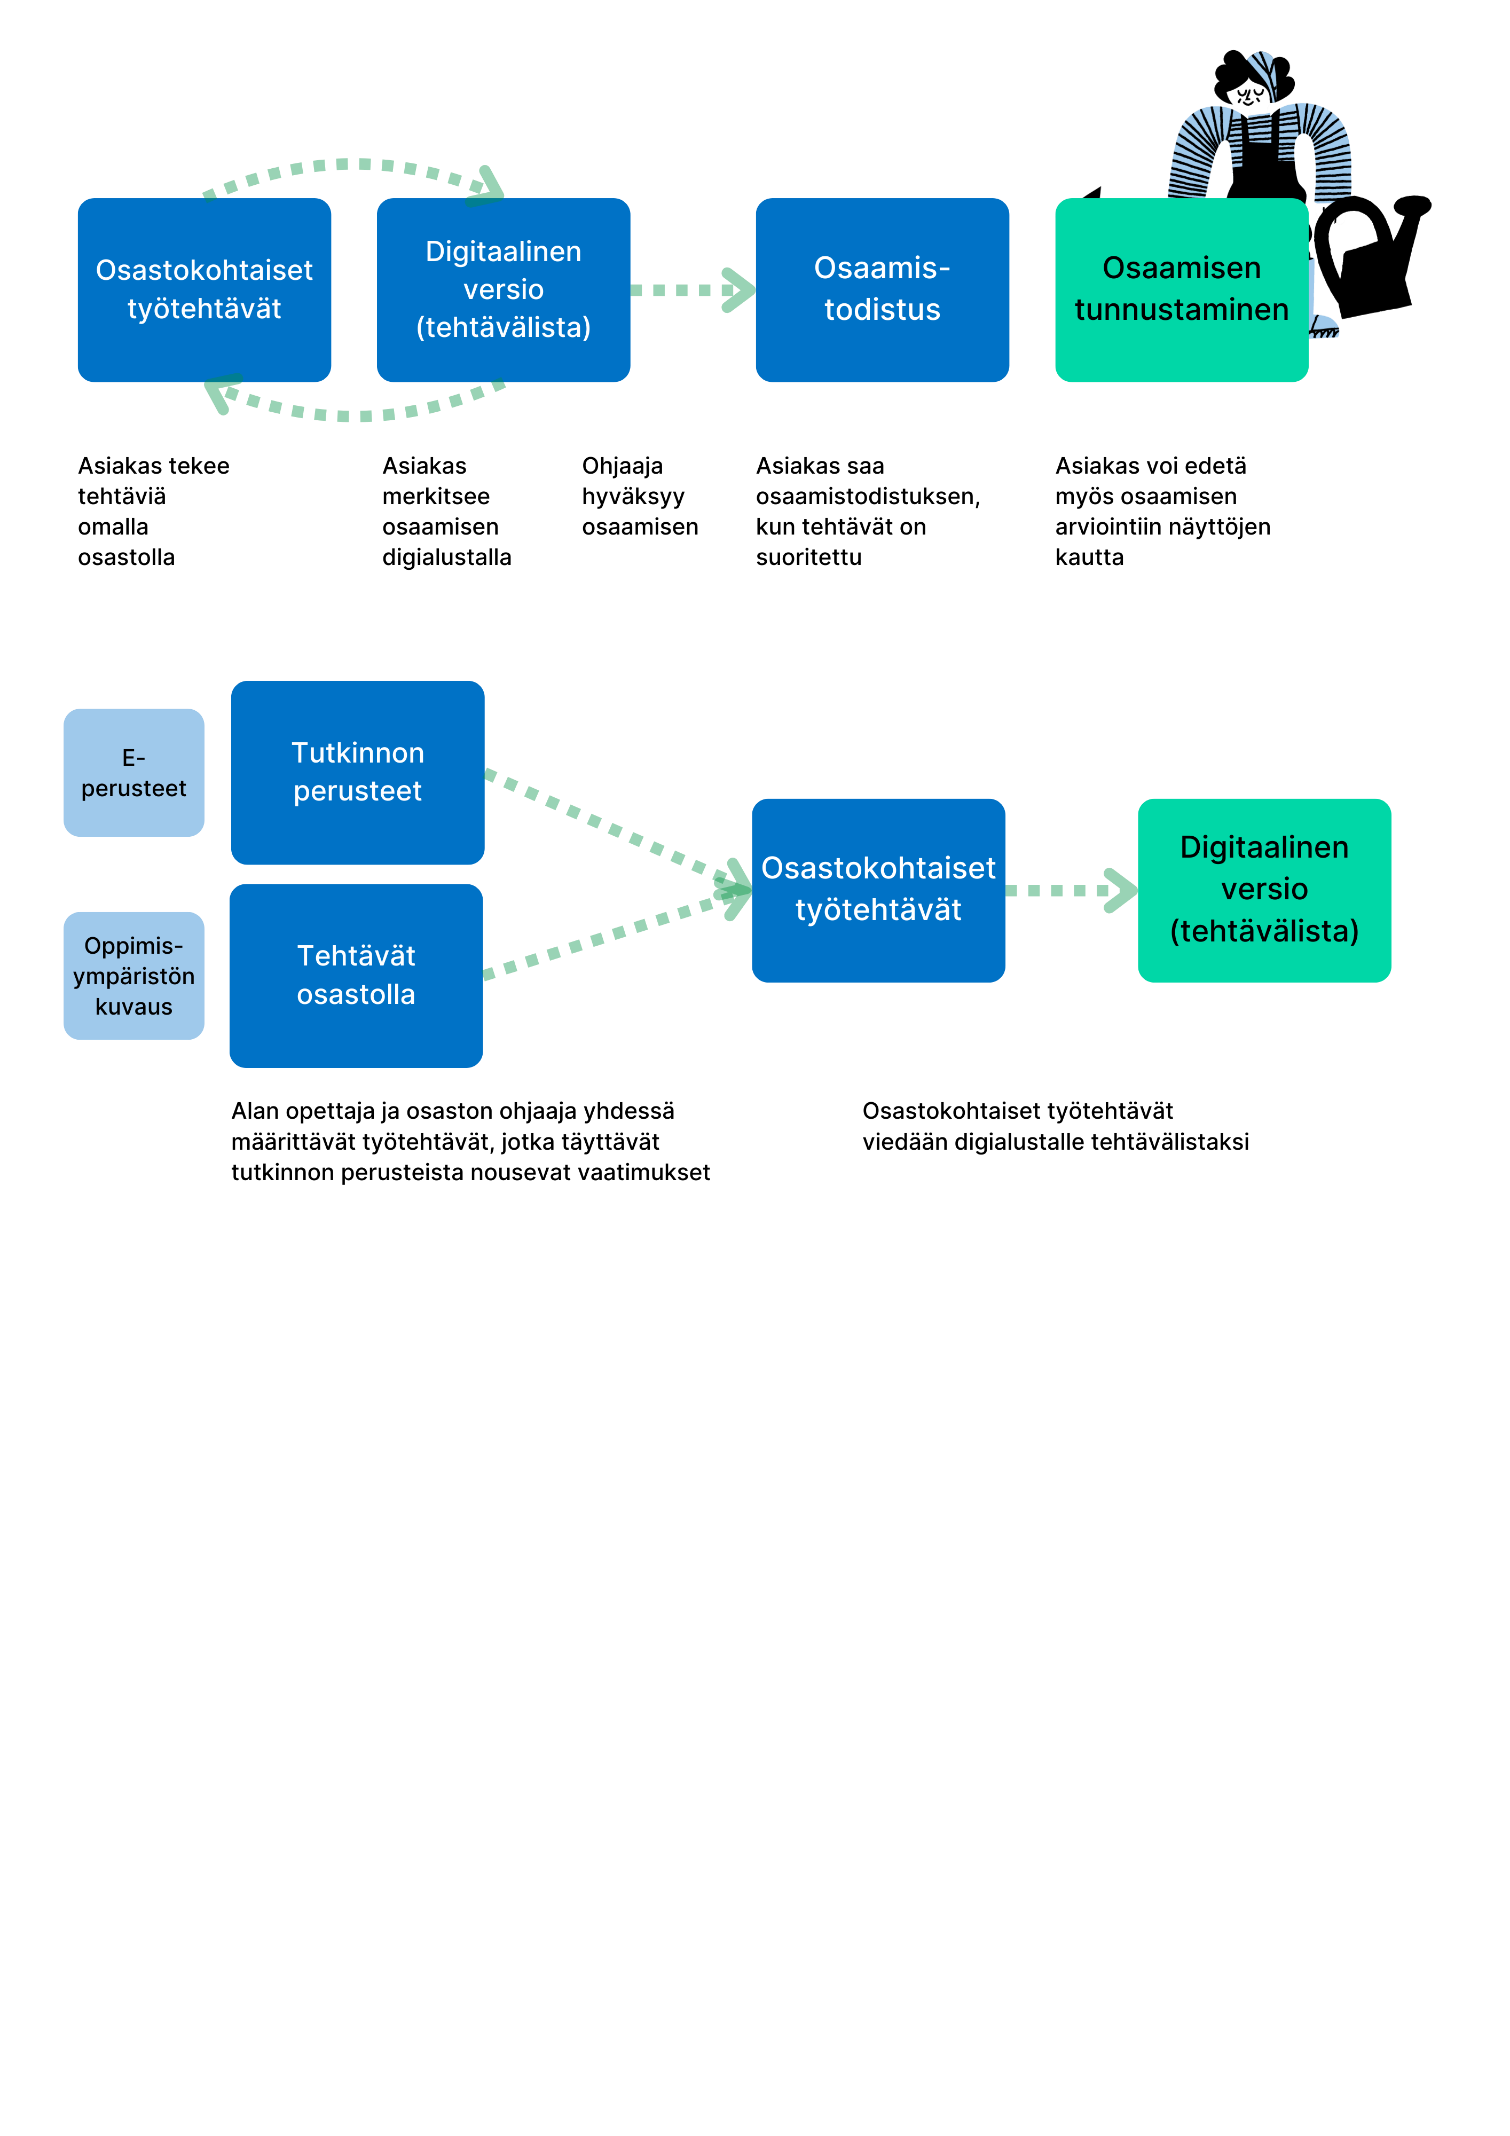 Osastokohtaiset
työtehtävät
Digitaalinen
versio
(tehtävälista)
Osaamis-
todistus
Osaamisen
tunnustaminen
Asiakas tekee
tehtäviä
omalla
osastolla
Asiakas
merkitsee
osaamisen
digialustalla
Ohjaaja
hyväksyy
osaamisen
Asiakas saa
osaamistodistuksen,
kun tehtävät on
suoritettu
Asiakas voi edetä
myös osaamisen
arviointiin näyttöjen
kautta
E-
perusteet
Tutkinnon
perusteet
Oppimis-
ympäristön
kuvaus
Tehtävät
osastolla
Osastokohtaiset
työtehtävät
Digitaalinen
versio
(tehtävälista)
Alan opettaja ja osaston ohjaaja yhdessä
määrittävät työtehtävät, jotka täyttävät
tutkinnon perusteista nousevat vaatimukset
Osastokohtaiset työtehtävät
viedään digialustalle tehtävälistaksi